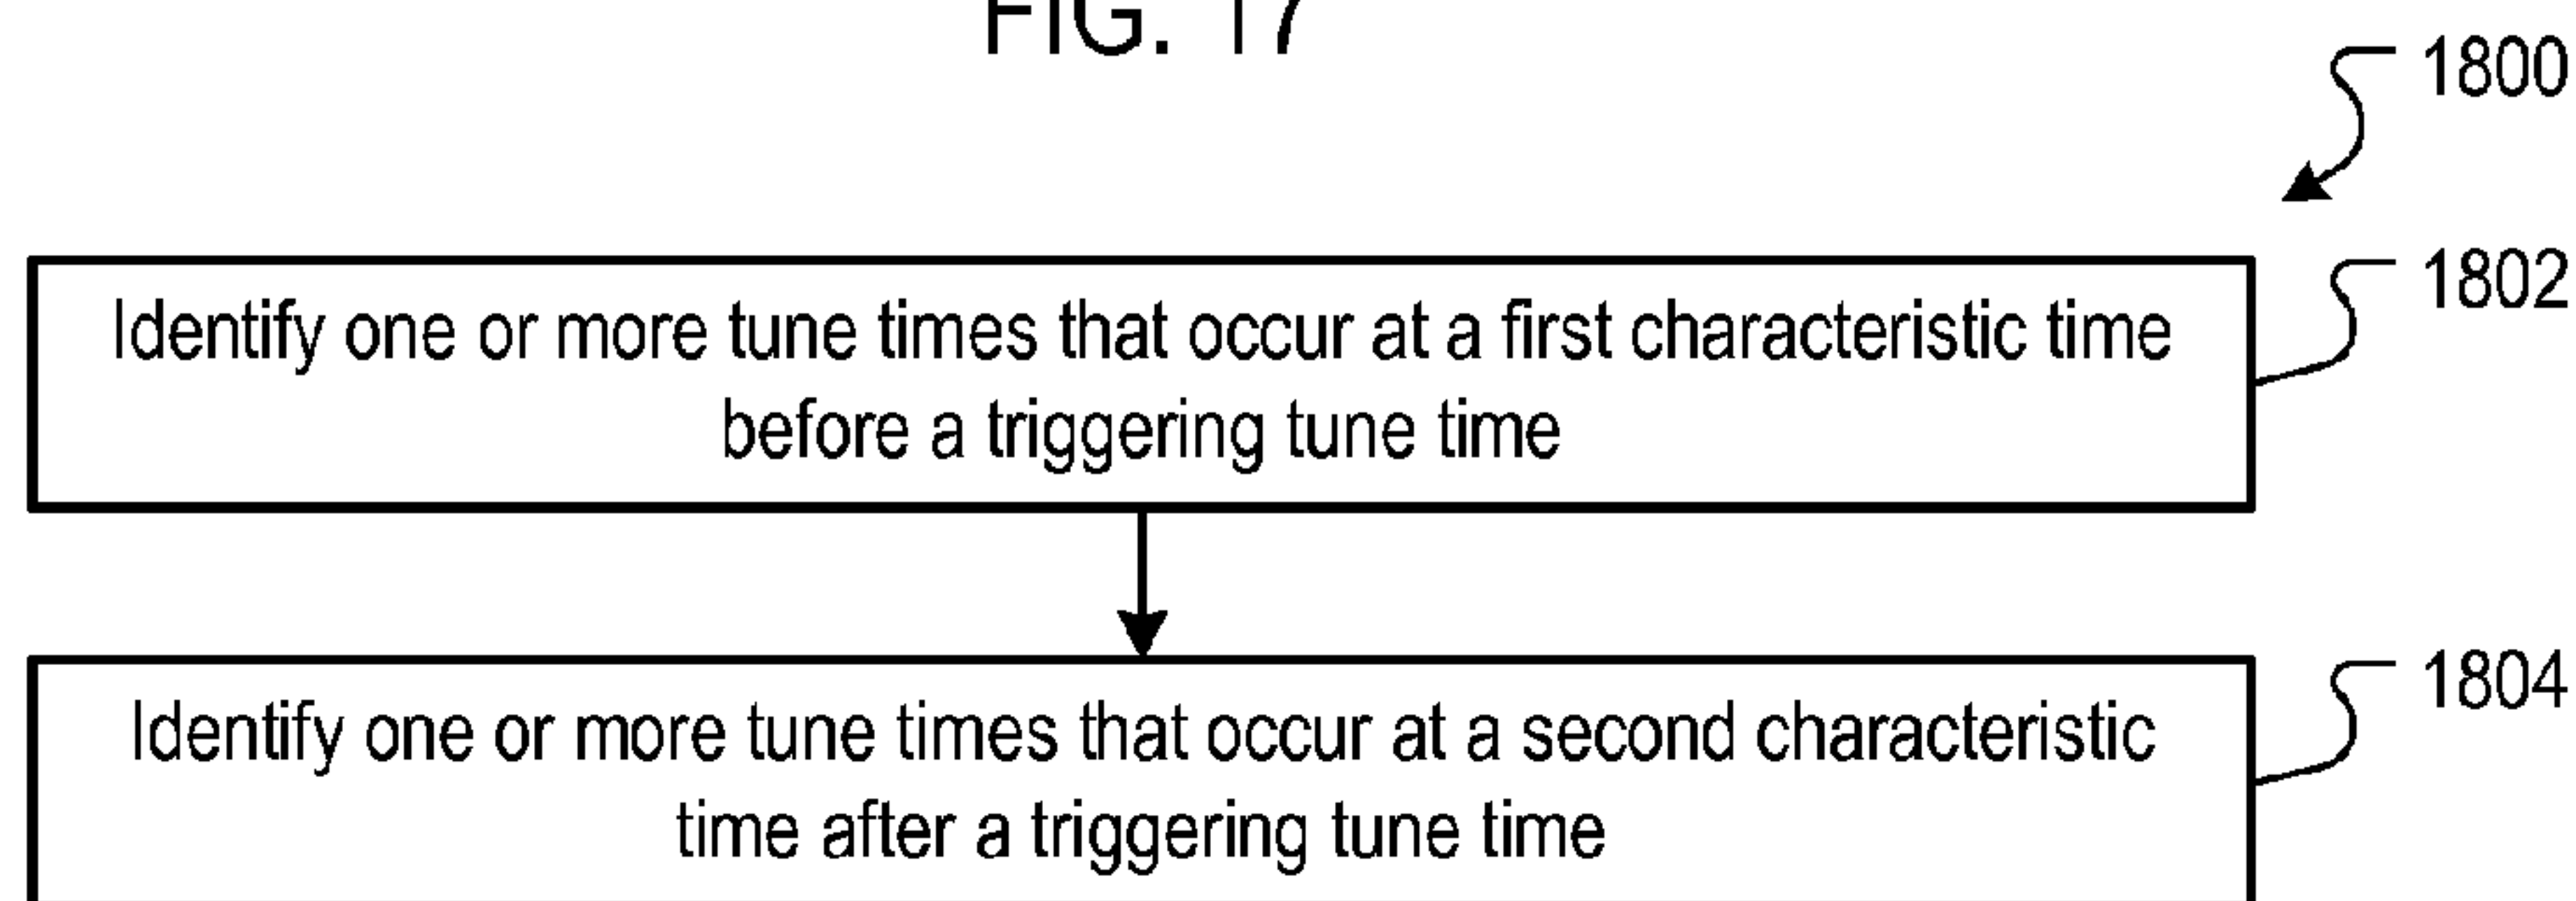 FIG. 17
1800
1802
Identify one or more tune times that occur at a first characteristic time
before a triggering tune time
1804
Identify one or more tune times that occur at a second characteristic
time after a triggering tune time